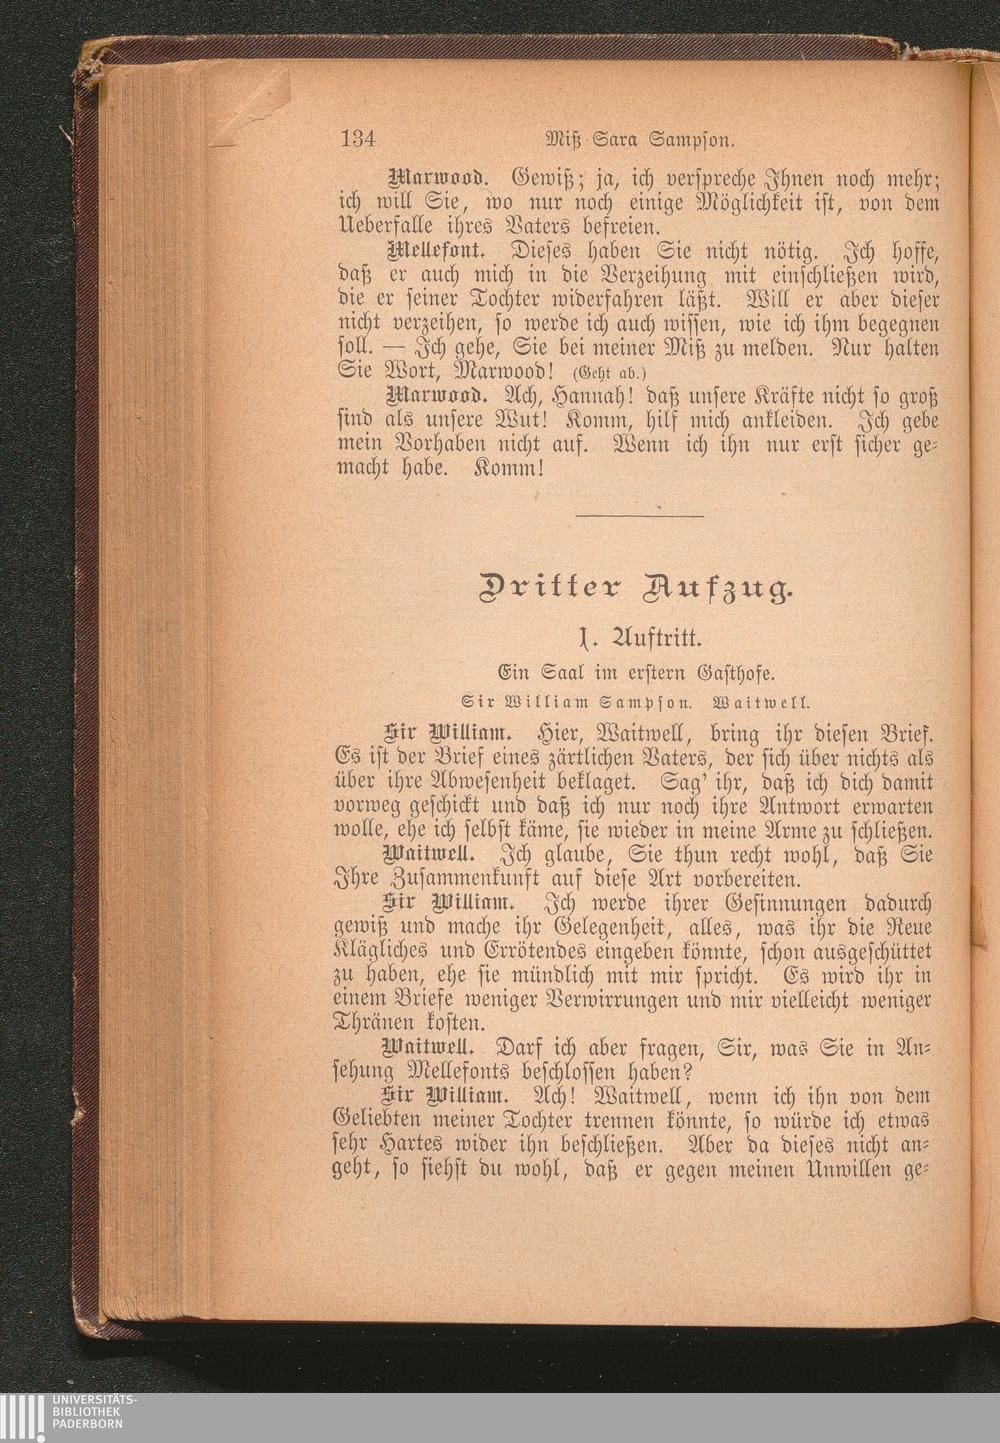 134 Miß Sara Sampson.
Marwood. Gewiß; ja, ich verspreche Ihnen noch mehr;
ich will Sie, wo nur noch einige Möglichkeit ist, von dem
Ueberfalle ihres Vaters befreien.
Mellefont. Dieses haben Sie nicht nötig. Ich hoffe,
daß er auch mich in die Verzeihung mit einschließen wird,
die er seiner Tochter widerfahren läßt. Will er aber dieser
nicht verzeihen, so werde ich auch wissen, wie ich ihm begegnen
soll. — Ich gehe, Sie bei meiner Miß zu melden. Nur halten
Sie Wort, Marwood! (Geht ab.)
Marwood. Ach, Hannah! daß unsere Kräfte nicht so groß
sind als unsere Wut! Komm, hilf mich ankleiden. Ich gebe
mein Vorhaben nicht auf. Wenn ich ihn nur erst sicher ge-
macht habe. Komm!
Dritter Aufzug.
1. Auftritt.
Ein Saal im erstern Gasthofe.
Sir William Sampson. Waitwell.
Sir William. Hier, Waitwell, bring ihr diesen Brief.
Es ist der Brief eines zärtlichen Vaters, der sich über nichts als
über ihre Abwesenheit beklaget. Sag' ihr, daß ich dich damit
vorweg geschickt und daß ich nur noch ihre Antwort erwarten
wolle, ehe ich selbst käme, sie wieder in meine Arme zu schließen.
Waitwell. Ich glaube, Sie thun recht wohl, daß Sie
Ihre Zusammenkunft auf diese Art vorbereiten.
Sir William. Ich werde ihrer Gesinnungen dadurch
gewiß und mache ihr Gelegenheit, alles, was ihr die Reue
Klägliches und Errötendes eingeben könnte, schon ausgeschüttet
zu haben, ehe sie mündlich mit mir spricht. Es wird ihr in
einem Briefe weniger Verwirrungen und mir vielleicht weniger
Thränen kosten.
Waitwell. Darf ich aber fragen, Sir, was Sie in An-
sehung Mellefonts beschlossen haben?
Sir William. Ach! Waitwell, wenn ich ihn von dem
Geliebten meiner Tochter trennen könnte, so würde ich etwas
sehr Hartes wider ihn beschließen. Aber da dieses nicht an-
geht, so siehst du wohl, daß er gegen meinen Unwillen ge-
UNIVERSITÄTS-
BIBLIOTHEK
PADERBORN